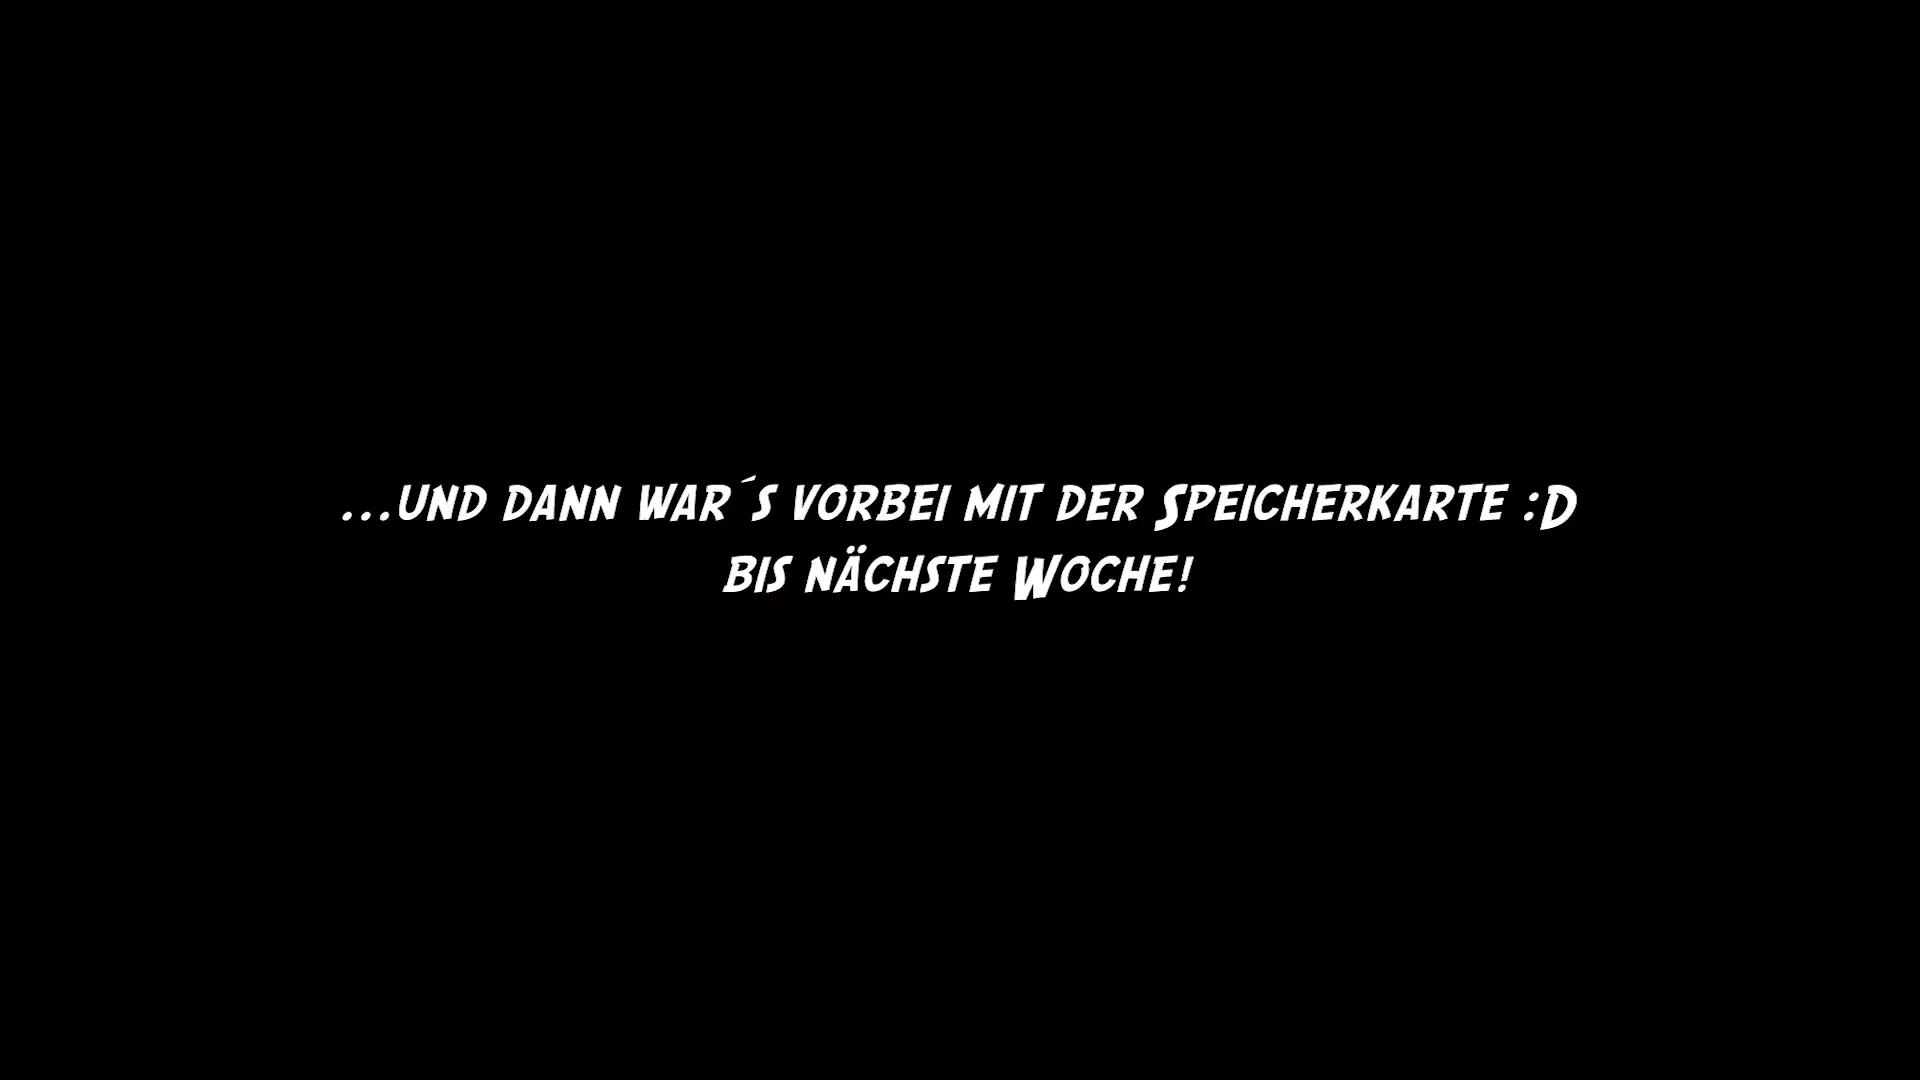 ...und dann war´s vorbei mit der Speicherkarte :D
bis nächste Woche!